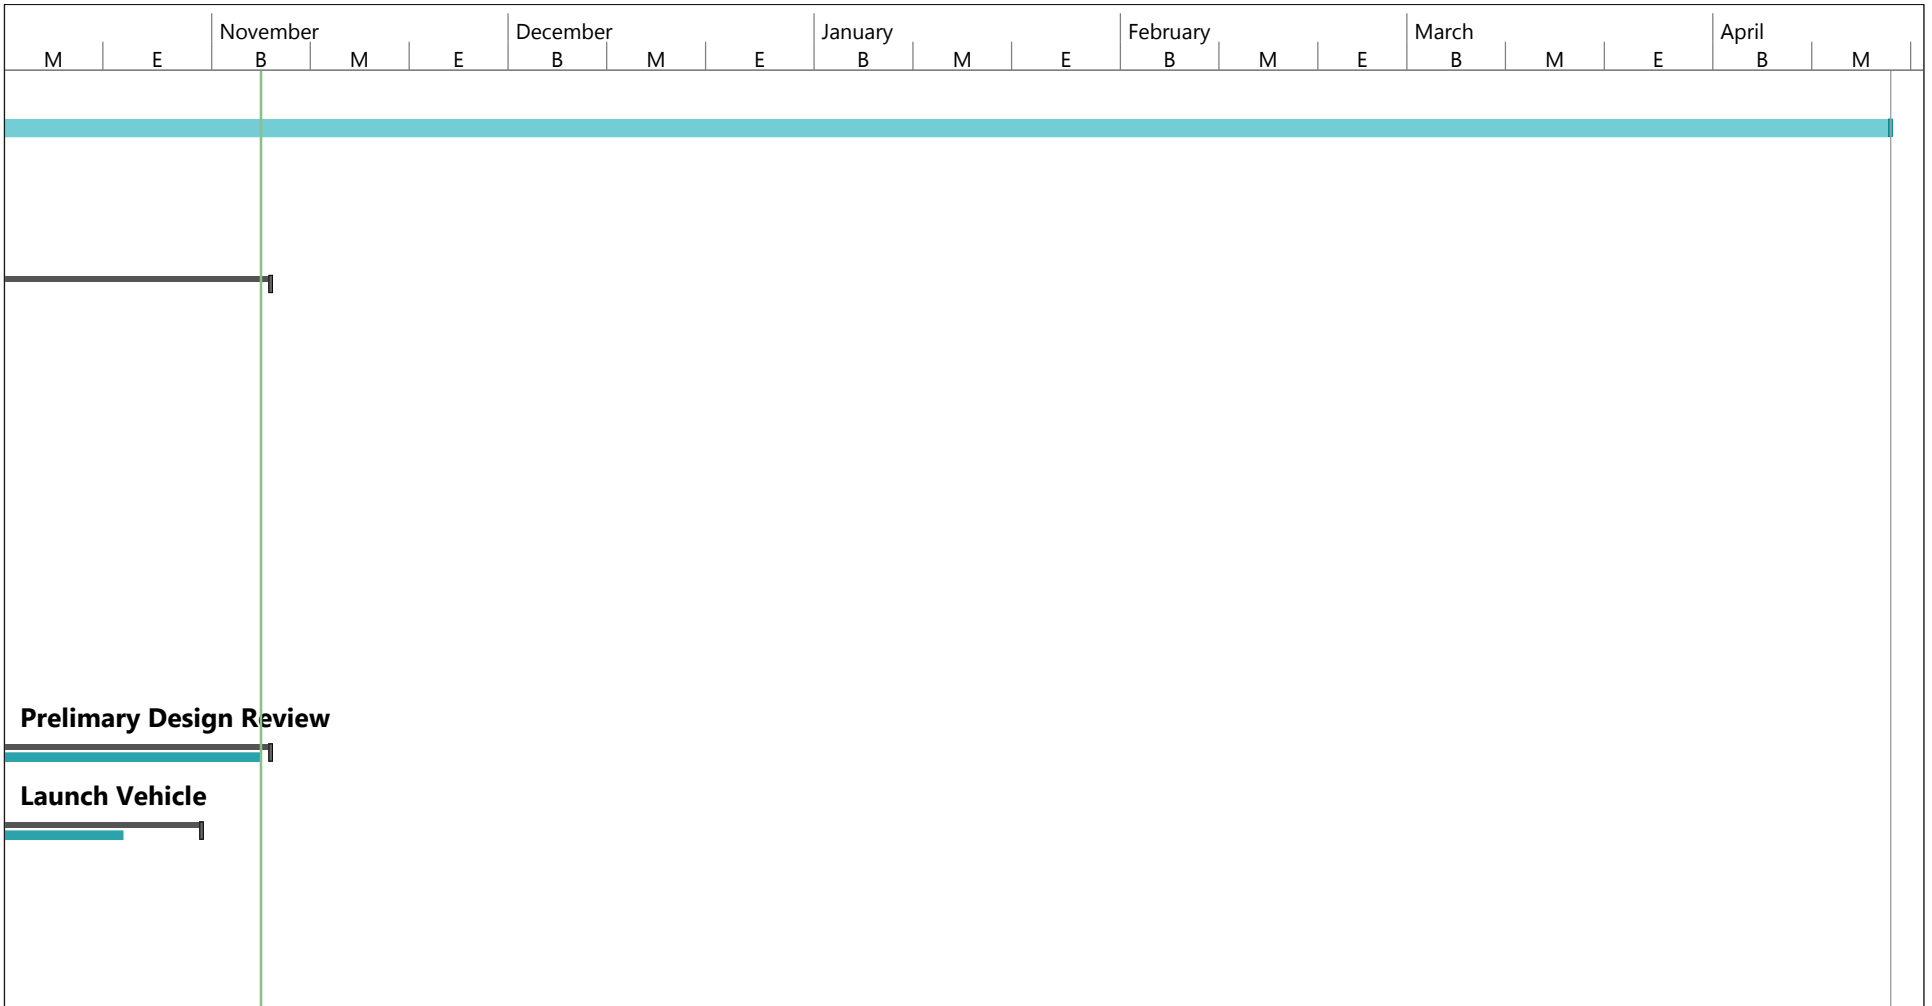 November December January February March April
M E B M E B M E B M E B M E B M E B M
Prelimary Design Review
Launch Vehicle